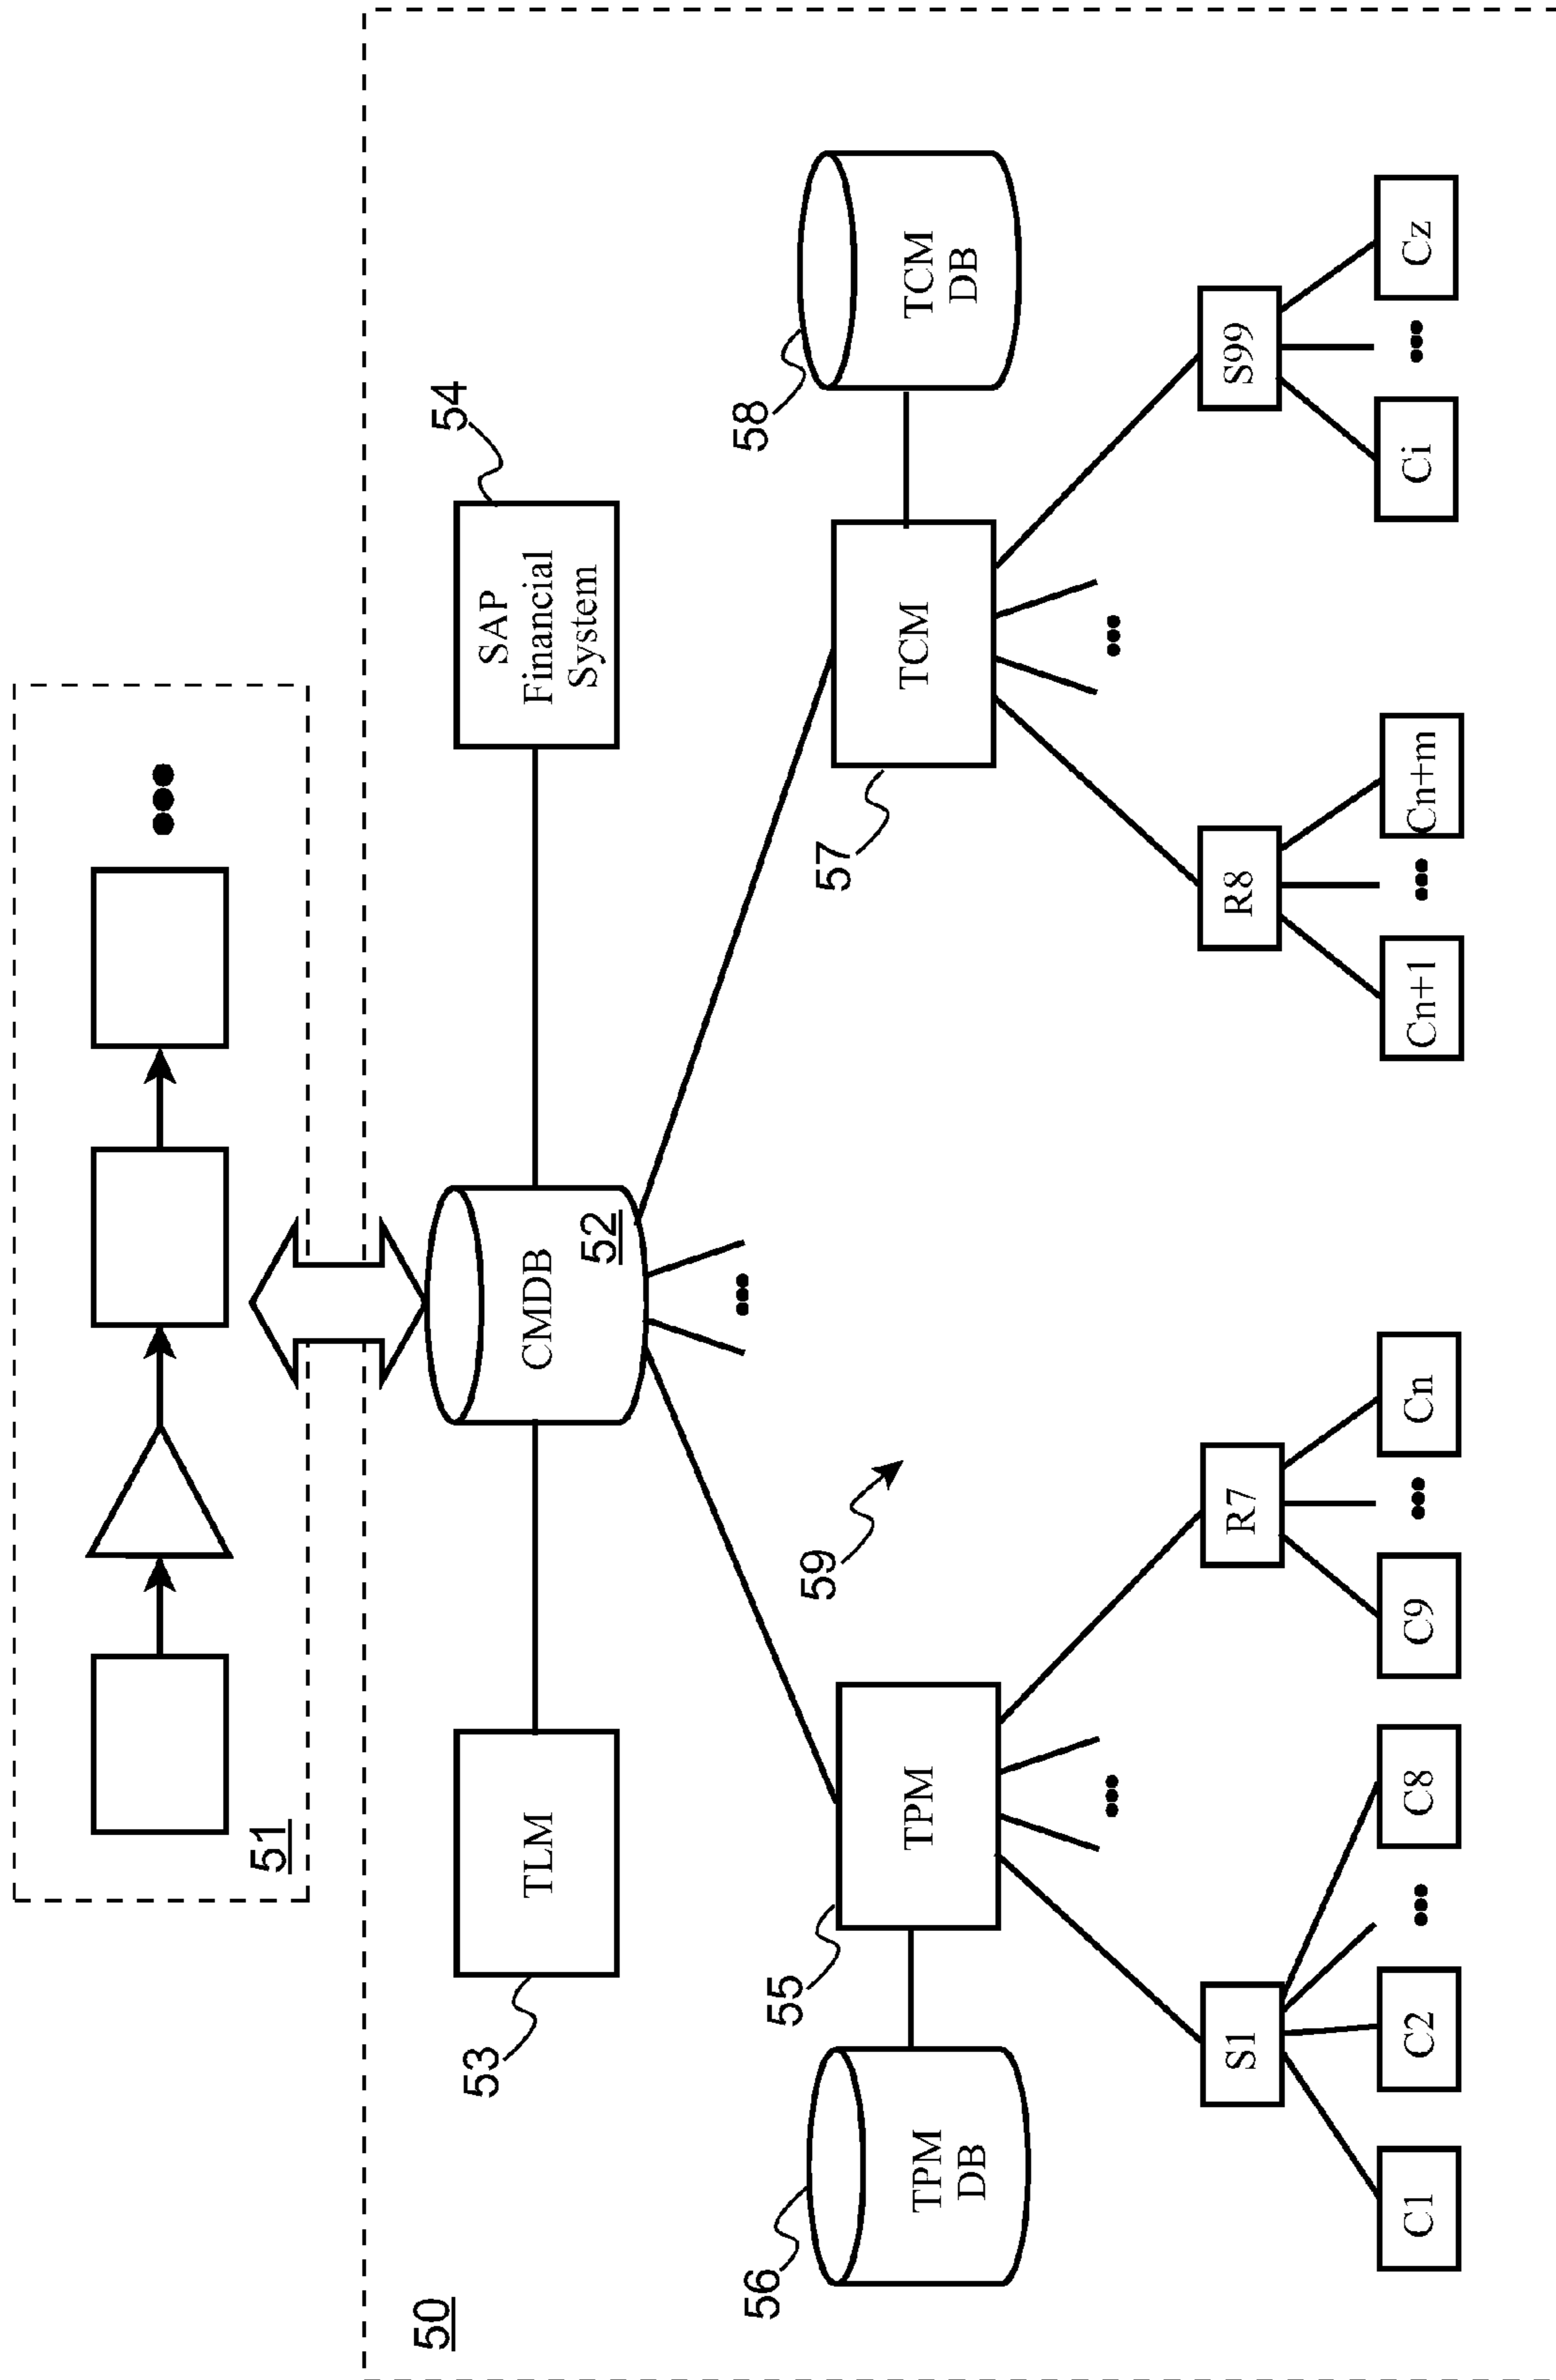 51
50
CMDB
52
TLM
53
SAP
Financial
System
54
TPM
55
TPM
DB
56
59
TCM
57
TCM
DB
58
S1
R7
R8
S99
C1
C2
C8
C9
Cn
Cn+1
Cn+m
Ci
Cz